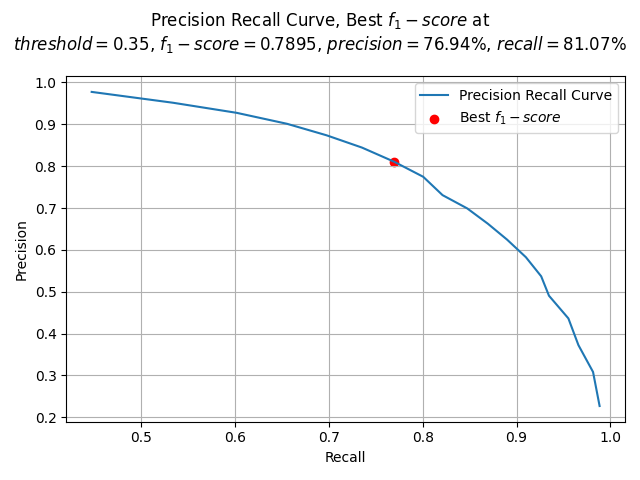 Precision Recall Curve, Best f₁ − score at
threshold = 0.35, f₁ − score = 0.7895, precision = 76.94%, recall = 81.07%
Precision Recall Curve
Best f₁ − score
1.0
0.9
0.8
0.7
0.6
0.5
0.4
0.3
0.2
Precision
0.5 0.6 0.7 0.8 0.9 1.0
Recall